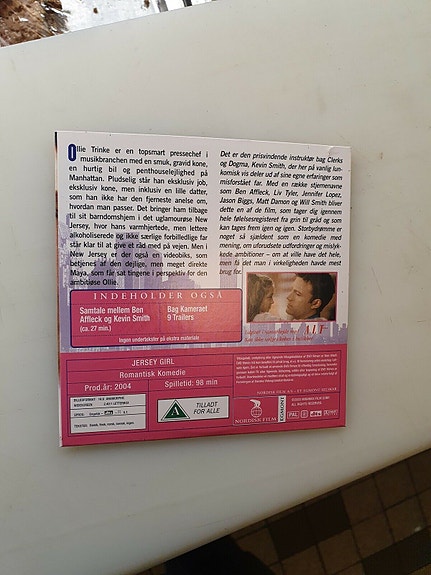 Ollie Trinke er en topsmart pressechef i
musikbranchen med en smuk, gravid kone,
en hurtig bil og penthouselejlighed på
Manhattan. Pludselig står han eksklusiv job,
eksklusiv kone, men inklusiv en lille datter,
som han ikke har den fjerneste anelse om,
hvordan man passer. Det bringer ham tilbage
til sit barndomshjem i det uglamourøse New
Jersey, hvor hans varmhjertede, men lettere
alkoholiserede og ikke særlige forbilledlige far
står klar til at give et råd med på vejen. Men i
New Jersey er der også en videobiks, som
betjenes af den dejlige, men meget direkte
Maya, som får sat tingene i perspektiv for den
ambitiøse Ollie.
Det er den prisvindende instruktør bag Clerks
og Dogma, Kevin Smith, der her på vanlig lun-
komisk vis deler ud af sine egne erfaringer som
misforstået far. Med en række stjernenavne
som Ben Affleck, Liv Tyler, Jennifer Lopez,
Jason Biggs, Matt Damon og Will Smith bliver
dette en af de film, som tager dig igennem
hele følelsesregistret fra grin til gråd og som
kan tages frem igen og igen. Stortydrømme er
noget så sjældent som en komedie med
mening, om uforudsete udfordringer og mislyk-
kede ambitioner – om at ville have det hele,
men få det man i virkeligheden havde mest
brug for.
INDEHOLDER OGSÅ
Samtale mellem Ben
Affleck og Kevin Smith
(ca. 27 min.)
Bag Kameraet
9 Trailers
Ingen undertekster på ekstra materiale
ALT
JERSEY GIRL
Romantisk Komedie
Prod.år: 2004
Spilletid: 98 min
A
TILLADT
FOR ALLE
NORDISK FILM
EGMONT
PAL
dts